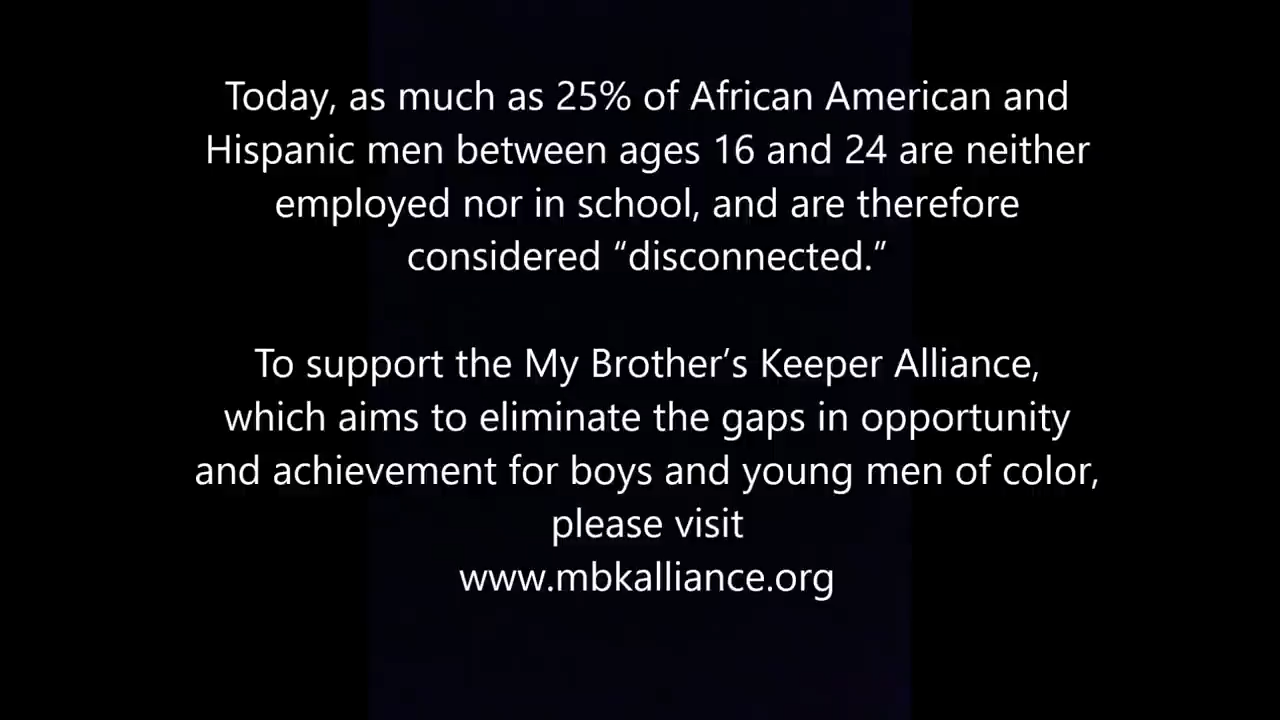 Today, as much as 25% of African American and
Hispanic men between ages 16 and 24 are neither
employed nor in school, and are therefore
considered “disconnected.”
To support the My Brother’s Keeper Alliance,
which aims to eliminate the gaps in opportunity
and achievement for boys and young men of color,
please visit
www.mbkalliance.org